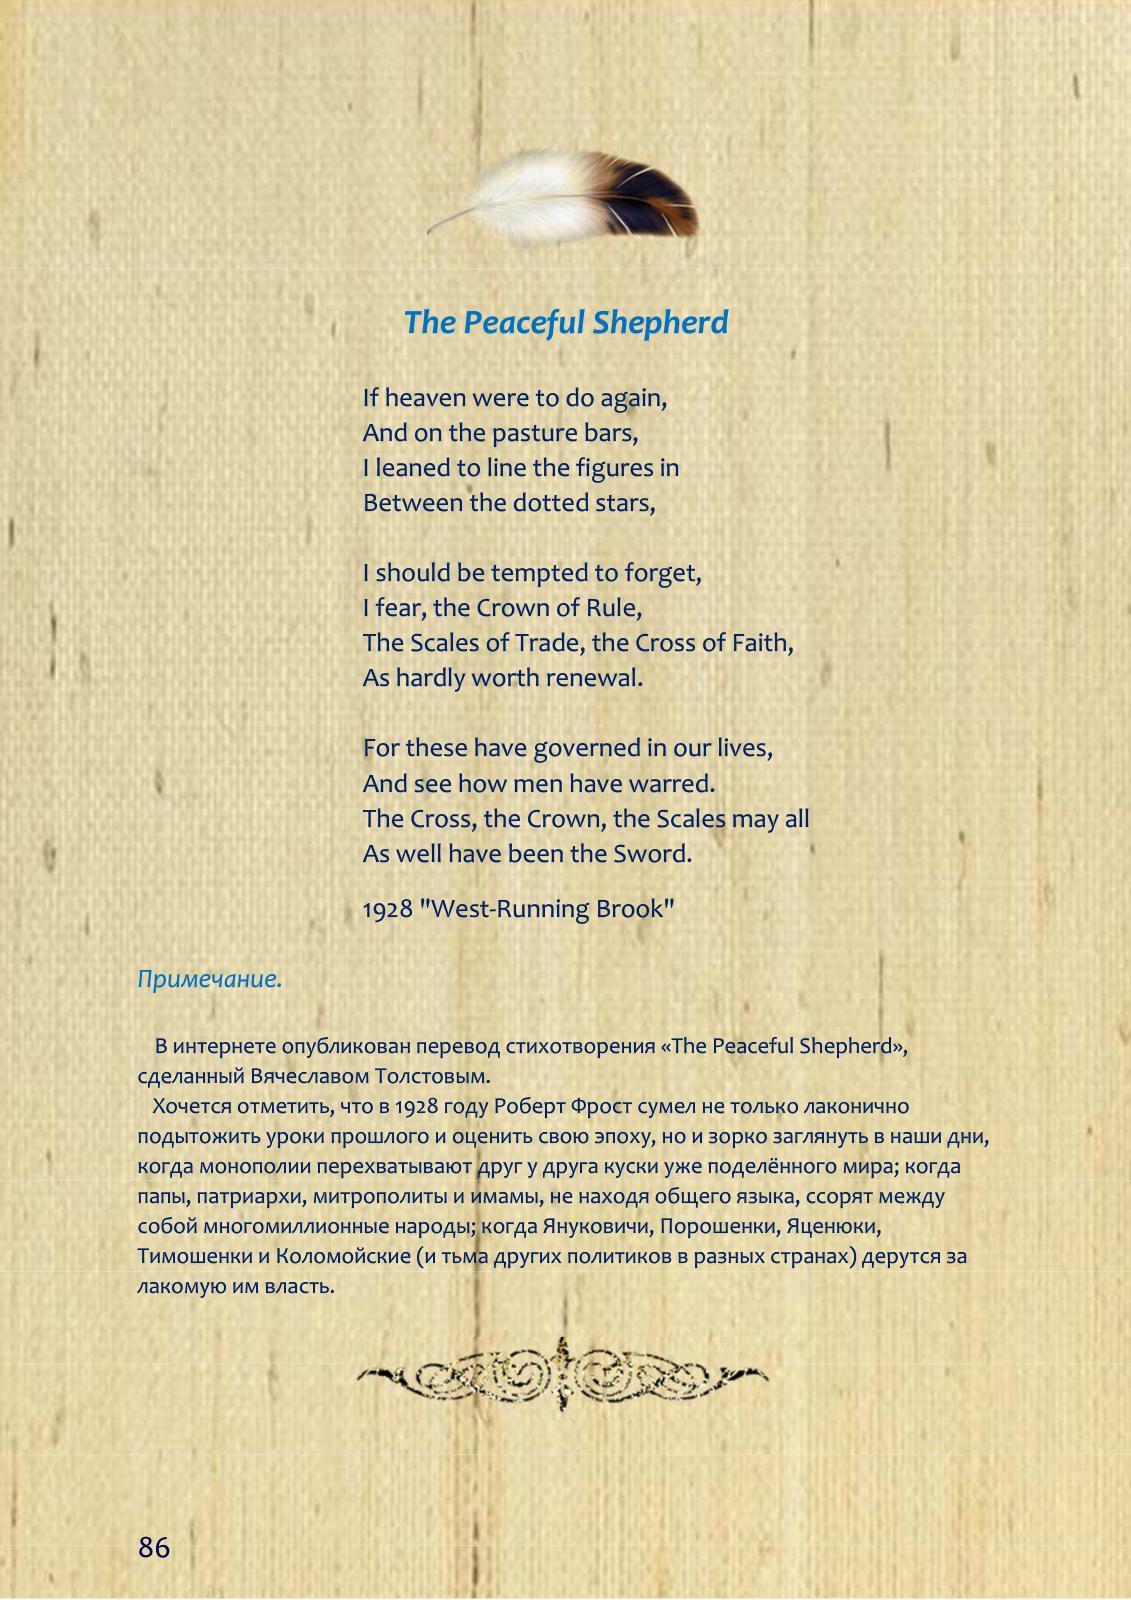 The Peaceful Shepherd
If heaven were to do again,
And on the pasture bars,
I leaned to line the figures in
Between the dotted stars,
I should be tempted to forget,
I fear, the Crown of Rule,
The Scales of Trade, the Cross of Faith,
As hardly worth renewal.
For these have governed in our lives,
And see how men have warred.
The Cross, the Crown, the Scales may all
As well have been the Sword.
1928 "West-Running Brook"
Примечание.
В интернете опубликован перевод стихотворения «The Peaceful Shepherd»,
сделанный Вячеславом Толстовым.
Хочется отметить, что в 1928 году Роберт Фрост сумел не только лаконично
подытожить уроки прошлого и оценить свою эпоху, но и зорко заглянуть в наши дни,
когда монополии перехватывают друг у друга куски уже поделённого мира; когда
папы, патриархи, митрополиты и имамы, не находя общего языка, ссорят между
собой многомиллионные народы; когда Януковичи, Порошенки, Яценюки,
Тимошенки и Коломойские (и тьма других политиков в разных странах) дерутся за
лакомую им власть.
86